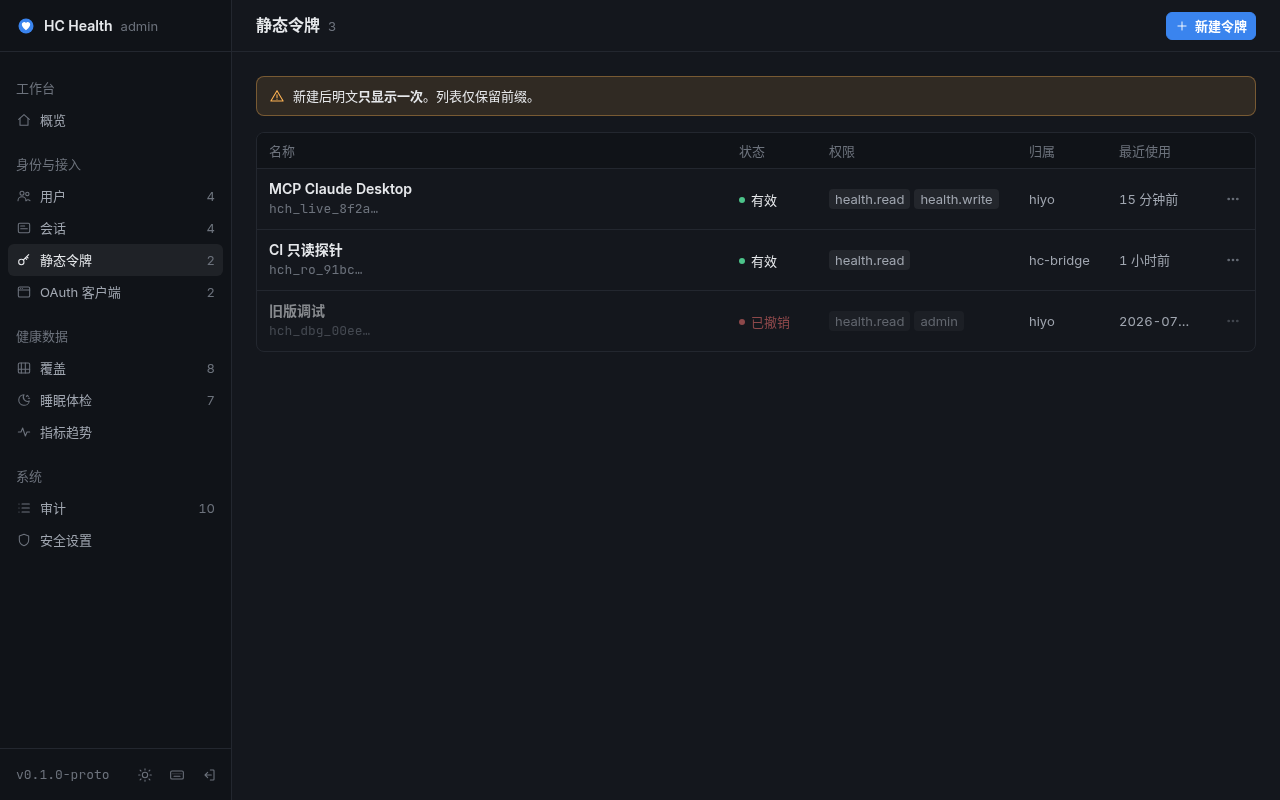 HC Health admin
静态令牌 3
新建令牌
工作台
概览
身份与接入
用户 4
会话 4
静态令牌 2
OAuth 客户端 2
健康数据
覆盖 8
睡眠体检 7
指标趋势
系统
审计 10
安全设置
v0.1.0-proto
新建后明文只显示一次。列表仅保留前缀。
名称 状态 权限 归属 最近使用
MCP Claude Desktop
hch_live_8f2a…
有效 health.read health.write hiyo 15 分钟前
CI 只读探针
hch_ro_91bc…
有效 health.read hc-bridge 1 小时前
旧版调试
hch_dbg_00ee…
已撤销 health.read admin hiyo 2026-07…